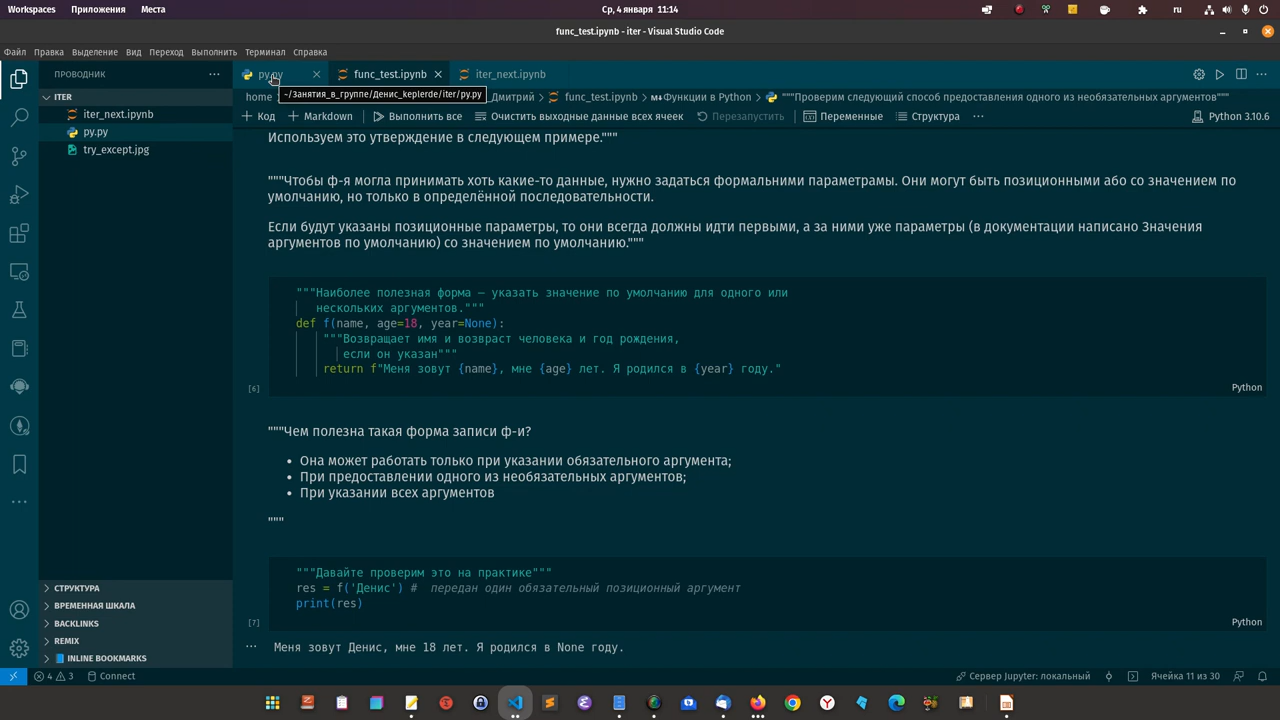 Workspaces Приложения Места
Ср, 4 января 11:14
ru
func_test.ipynb - iter - Visual Studio Code
Файл Правка Выделение Вид Переход Выполнить Терминал Справка
ПРОВОДНИК
py.py
func_test.ipynb
iter_next.ipynb
ITER
iter_next.ipynb
py.py
try_except.jpg
home
~/Занятия_в_группе/Денис_keplerde/iter/py.py
_Дмитрий > func_test.ipynb > Функции в Python > """Проверим следующий способ предоставления одного из необязательных аргументов"""
+ Код + Markdown Выполнить все Очистить выходные данные всех ячеек Перезапустить Переменные Структура ... Python 3.10.6
Используем это утверждение в следующем примере."""
"""Чтобы ф-я могла принимать хоть какие-то данные, нужно задаться формальными параметрамы. Они могут быть позиционными або со значением по
умолчанию, но только в определённой последовательности.
Если будут указаны позиционные параметры, то они всегда должны идти первыми, а за ними уже параметры (в документации написано Значения
аргументов по умолчанию) со значением по умолчанию."""
"""Наиболее полезная форма — указать значение по умолчанию для одного или
нескольких аргументов."""
def f(name, age=18, year=None):
"""Возвращает имя и возвраст человека и год рождения,
если он указан"""
return f"Меня зовут {name}, мне {age} лет. Я родился в {year} году."
[6]
Python
"""Чем полезна такая форма записи ф-и?
• Она может работать только при указании обязательного аргумента;
• При предоставлении одного из необязательных аргументов;
• При указании всех аргументов
"""
"""Давайте проверим это на практике"""
res = f('Денис') # передан один обязательный позиционный аргумент
print(res)
[7]
Python
... Меня зовут Денис, мне 18 лет. Я родился в None году.
СТРУКТУРА
ВРЕМЕННАЯ ШКАЛА
BACKLINKS
REMIX
INLINE BOOKMARKS
4 3 Connect
Сервер Jupyter: локальный
Ячейка 11 из 30